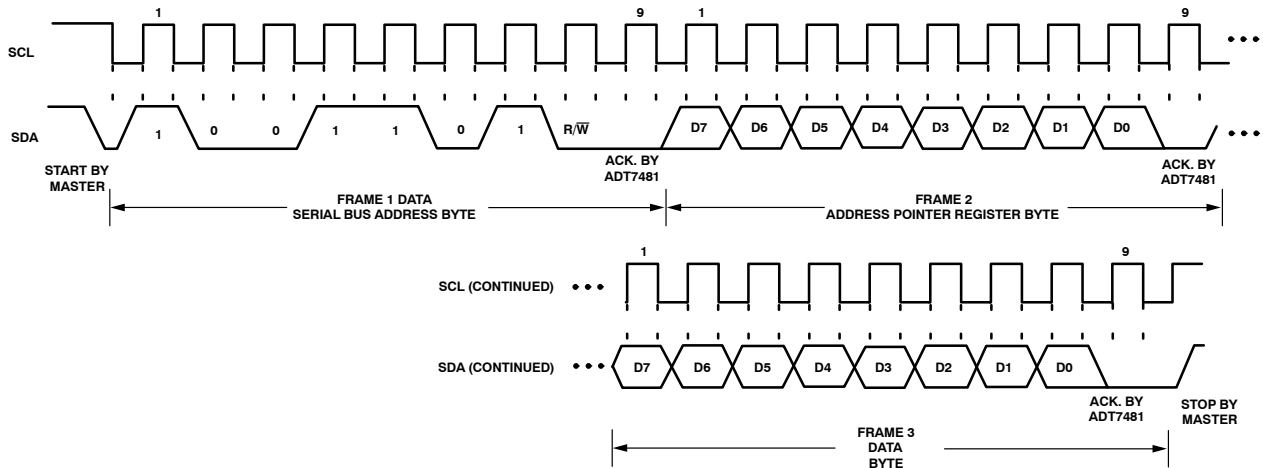 1 9 1 9
SCL
SDA
1 0 0 1 1 0 1 R/W̅ D7 D6 D5 D4 D3 D2 D1 D0
START BY
MASTER
ACK. BY
ADT7481
ACK. BY
ADT7481
FRAME 1 DATA
SERIAL BUS ADDRESS BYTE
FRAME 2
ADDRESS POINTER REGISTER BYTE
1 9
SCL (CONTINUED)
SDA (CONTINUED) D7 D6 D5 D4 D3 D2 D1 D0
ACK. BY
ADT7481
STOP BY
MASTER
FRAME 3
DATA
BYTE